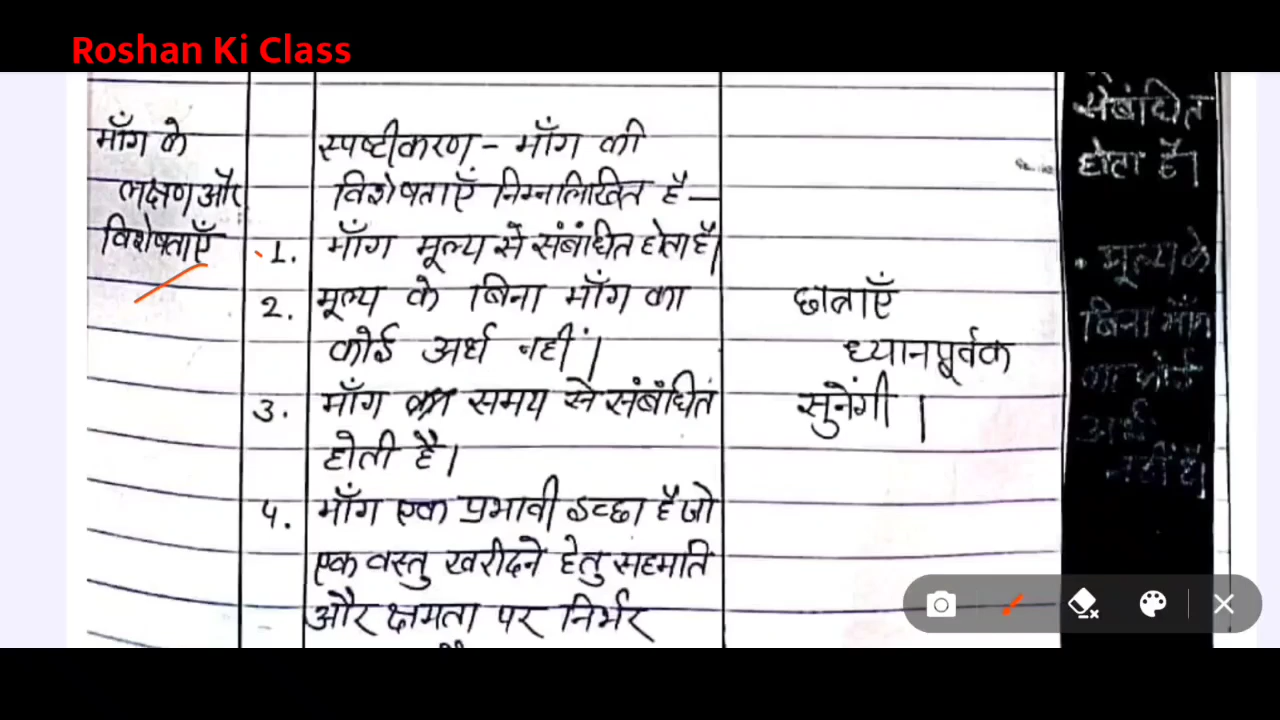 Roshan Ki Class
माँग के
लक्षण और
विशेषताएँ
स्पष्टीकरण - माँग की
विशेषताएँ निम्नलिखित है —
1. माँग मूल्य से संबंधित होता है।
2. मूल्य के बिना माँग का
कोई अर्थ नहीं।
3. माँग समय से संबंधित
होती है।
4. माँग एक प्रभावी इच्छा है जो
एक वस्तु खरीदने हेतु सहमति
और क्षमता पर निर्भर
छात्राएँ
ध्यानपूर्वक
सुनेंगी।
संबंधित
होता है।
• मूल्य के
बिना माँग
का कोई
अर्थ
नहीं है।